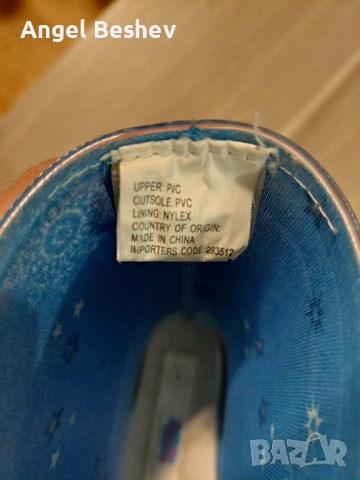 Angel Beshev
UPPER: PVC
OUTSOLE: PVC
LINING: NYLEX
COUNTRY OF ORIGIN:
MADE IN CHINA
IMPORTERS CODE 283512
BAZAR